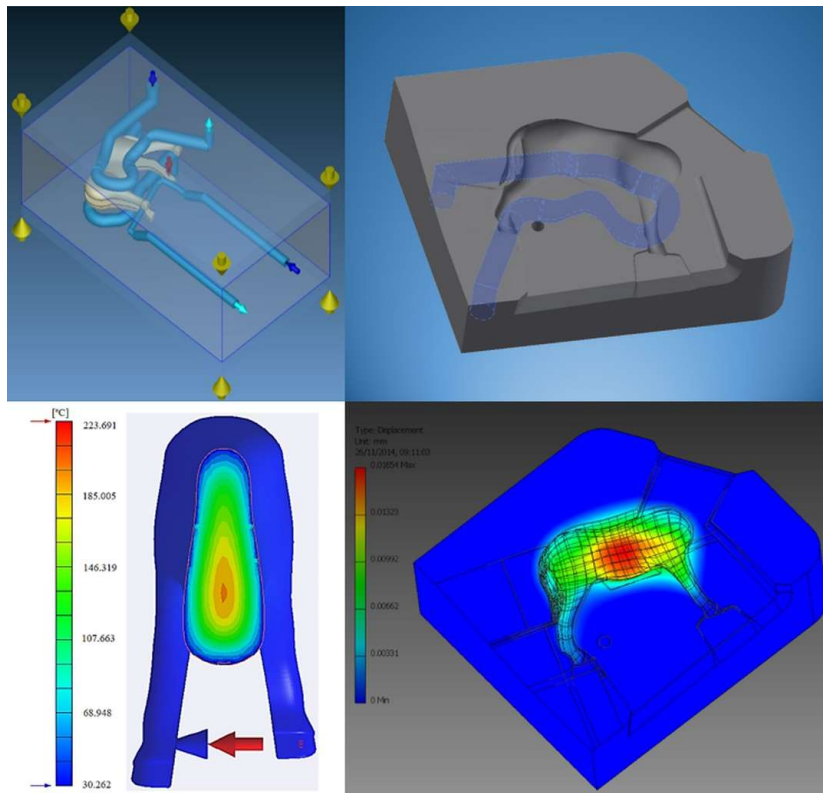 [°C]
223.691
185.005
146.319
107.663
68.948
30.262
Type: Displacement
Unit: mm
26/11/2014, 09:11:03
0.01654 Max
0.01323
0.00992
0.00662
0.00331
0 Min